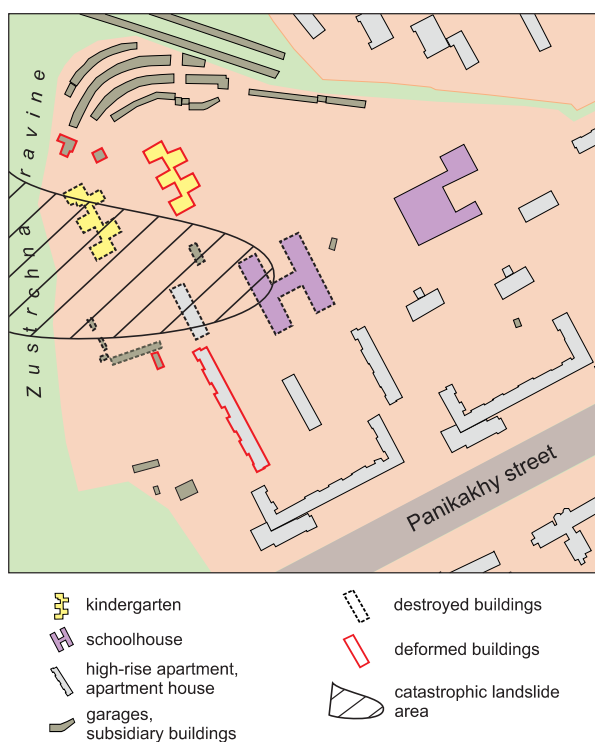 Zustrchna ravine
Panikakhy street
kindergarten
schoolhouse
high-rise apartment,
apartment house
garages,
subsidiary buildings
destroyed buildings
deformed buildings
catastrophic landslide
area